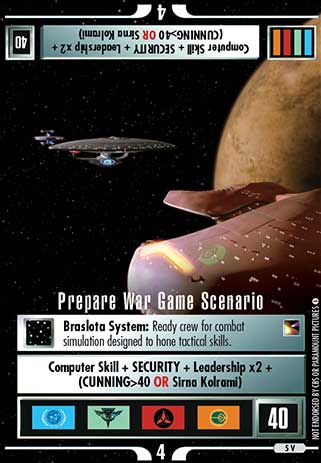 4
40
Computer Skill + SECURITY + Leadership x2 +
(CUNNING>40 OR Sirna Kolrami)
Prepare War Game Scenario
Braslota System: Ready crew for combat
simulation designed to hone tactical skills.
Computer Skill + SECURITY + Leadership x2 +
(CUNNING>40 OR Sirna Kolrami)
40
4
5 V
NOT ENDORSED BY CBS OR PARAMOUNT PICTURES